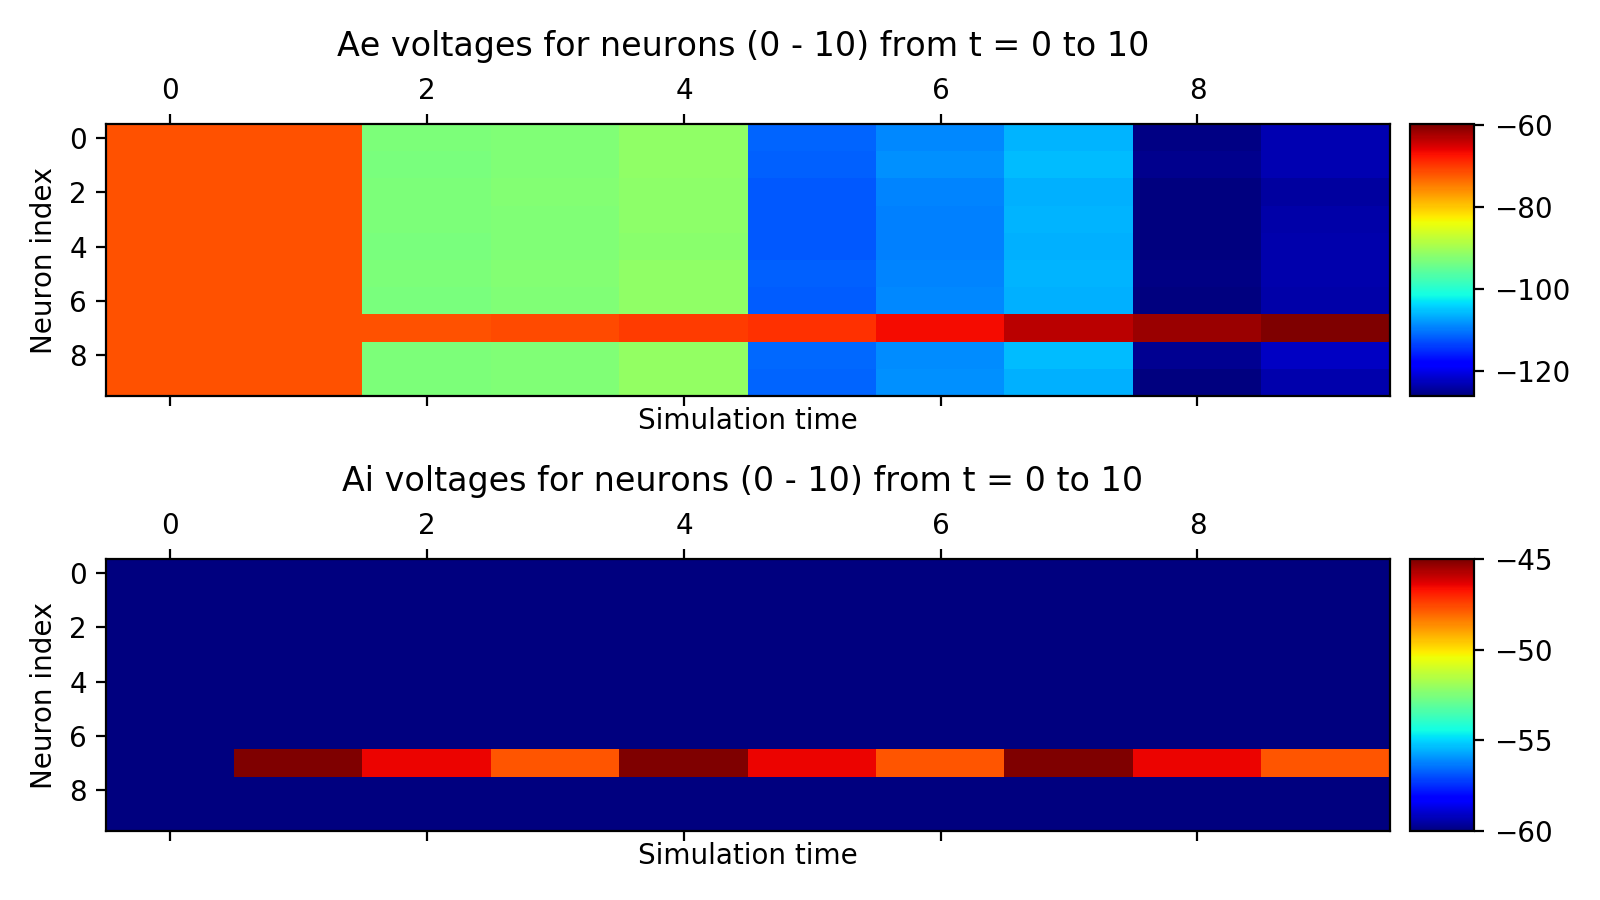 Ae voltages for neurons (0 - 10) from t = 0 to 10
0 2 4 6 8
Neuron index
0
2
4
6
8
−60
−80
−100
−120
Simulation time
Ai voltages for neurons (0 - 10) from t = 0 to 10
0 2 4 6 8
Neuron index
0
2
4
6
8
−45
−50
−55
−60
Simulation time